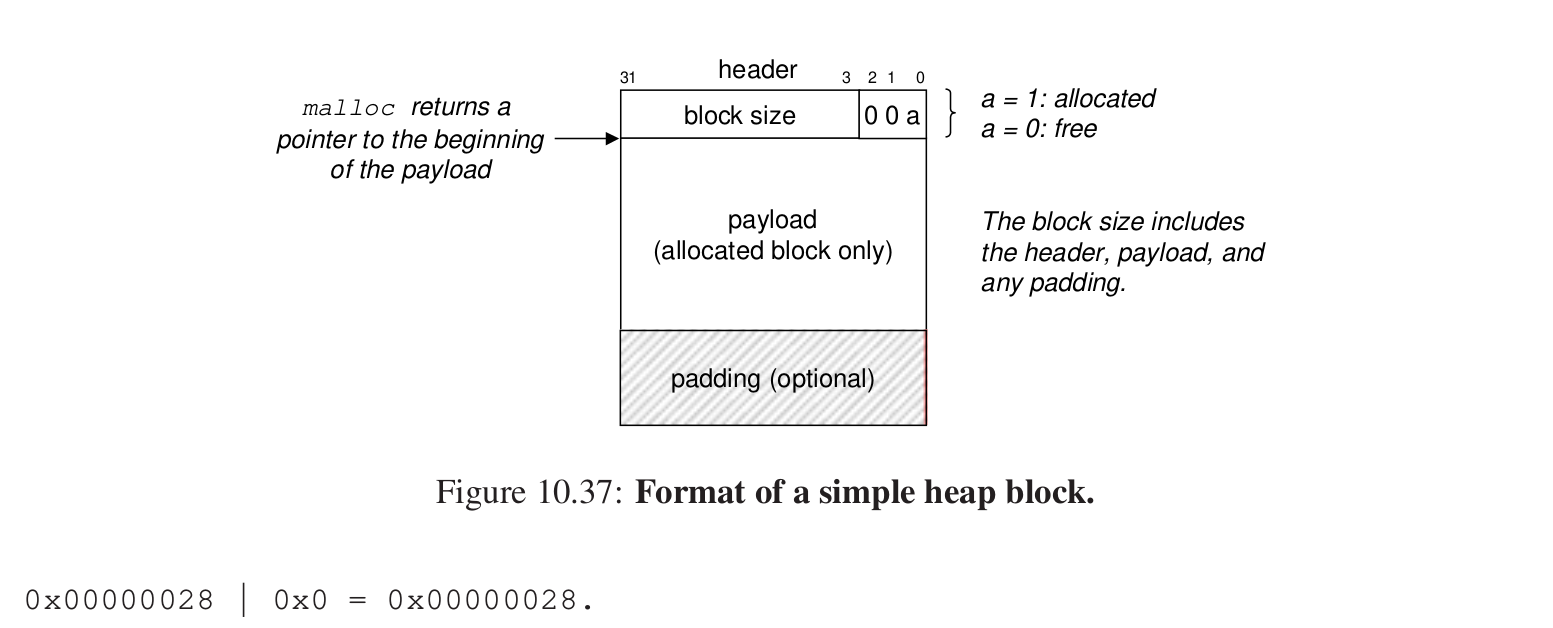 header
31 3 2 1 0
block size 0 0 a
malloc returns a
pointer to the beginning
of the payload
a = 1: allocated
a = 0: free
payload
(allocated block only)
The block size includes
the header, payload, and
any padding.
padding (optional)
Figure 10.37: Format of a simple heap block.
0x00000028 | 0x0 = 0x00000028.